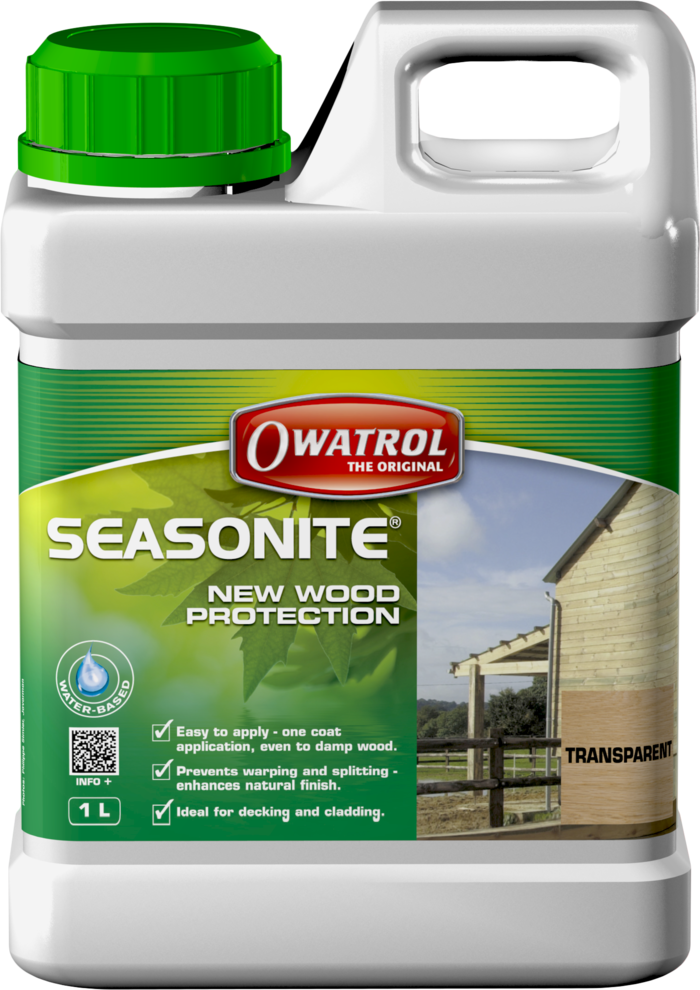 OWATROL
THE ORIGINAL
SEASONITE®
NEW WOOD
PROTECTION
WATER-BASED
INFO +
1 L
Easy to apply - one coat
application, even to damp wood.
Prevents warping and splitting -
enhances natural finish.
Ideal for decking and cladding.
TRANSPARENT